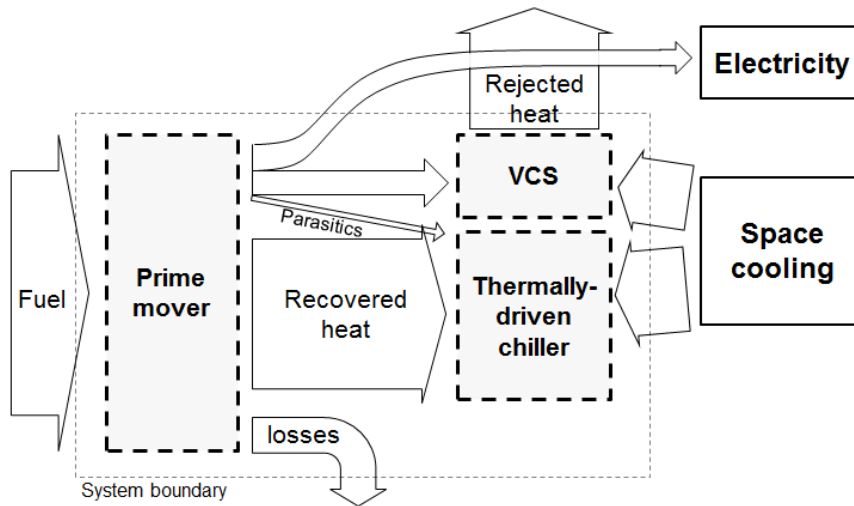 Electricity
Rejected
heat
VCS
Parasitics
Space
cooling
Fuel
Prime
mover
Recovered
heat
Thermally-
driven
chiller
losses
System boundary